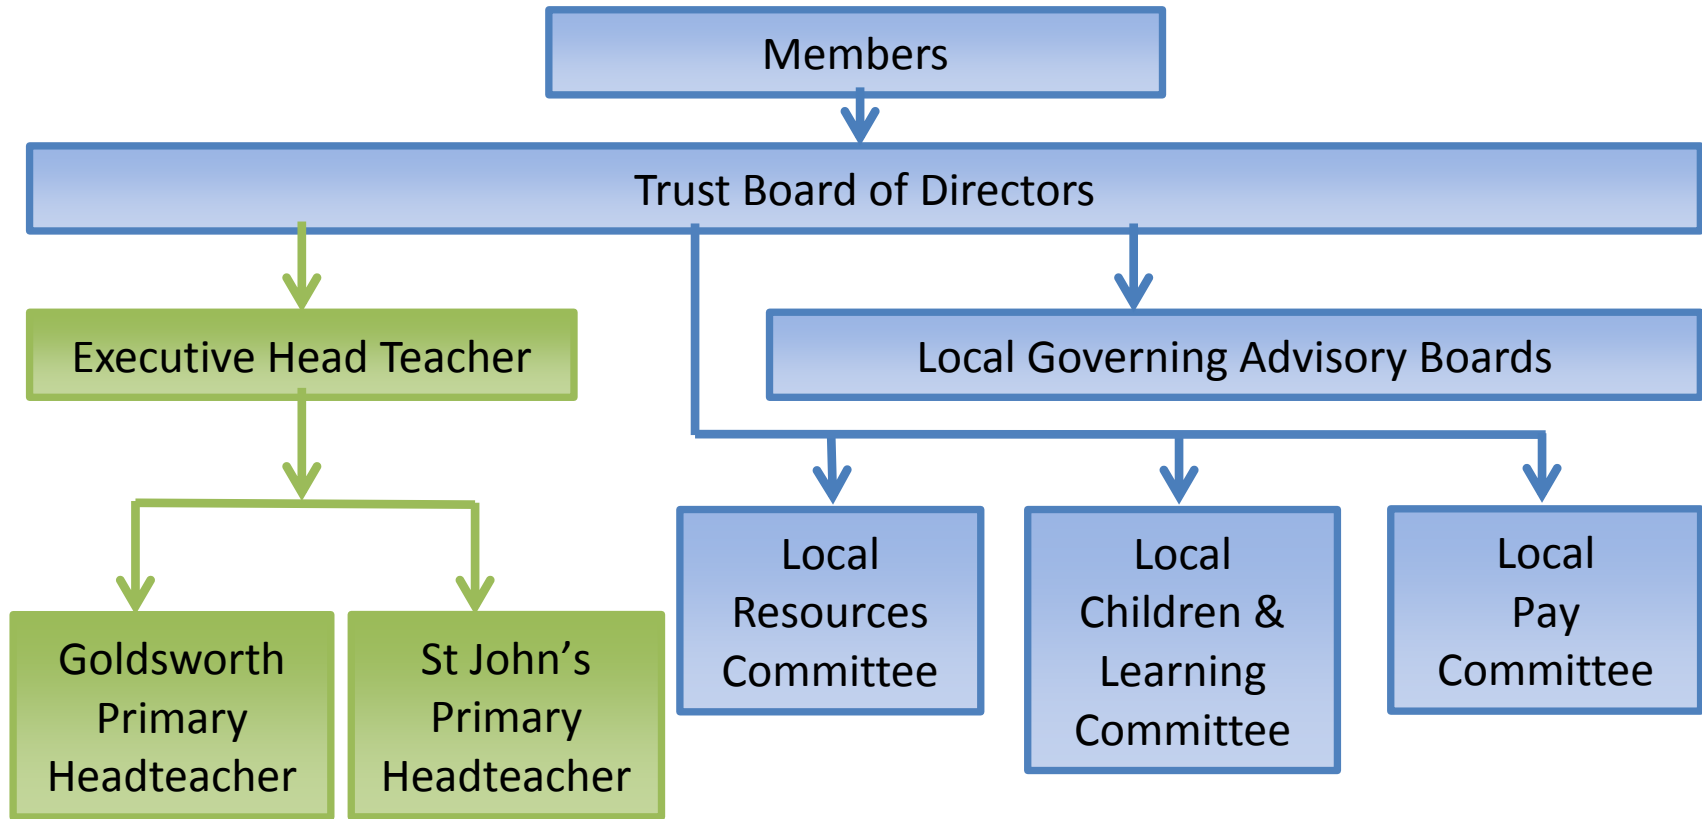 Members
Trust Board of Directors
Executive Head Teacher
Local Governing Advisory Boards
Goldsworth
Primary
Headteacher
St John’s
Primary
Headteacher
Local
Resources
Committee
Local
Children &
Learning
Committee
Local
Pay
Committee